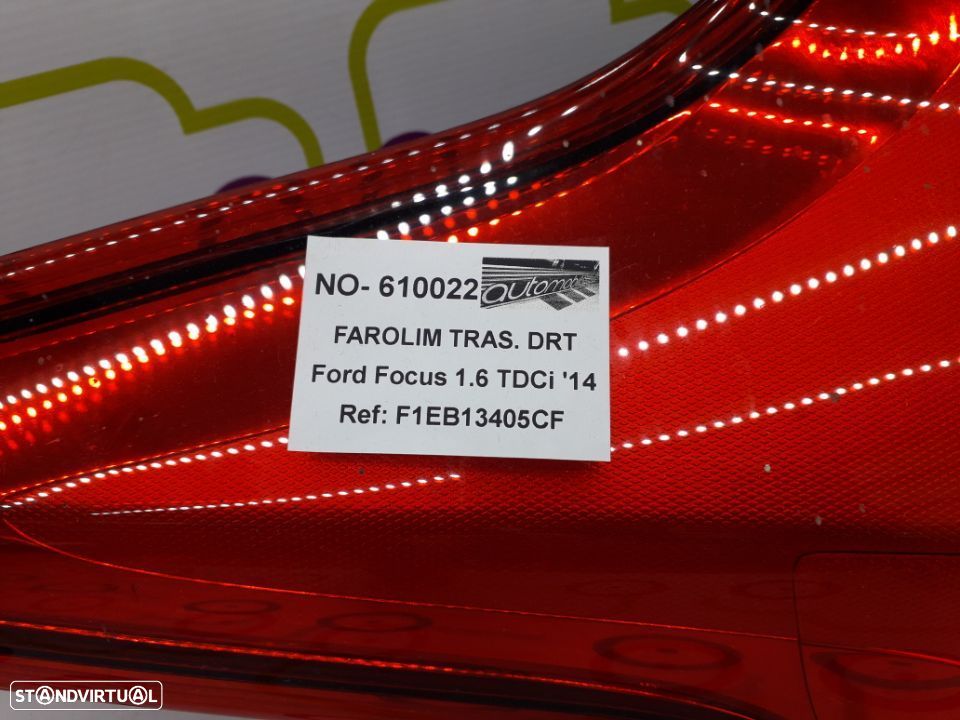 NO- 610022
FAROLIM TRAS. DRT
Ford Focus 1.6 TDCi '14
Ref: F1EB13405CF
STANDVIRTUAL